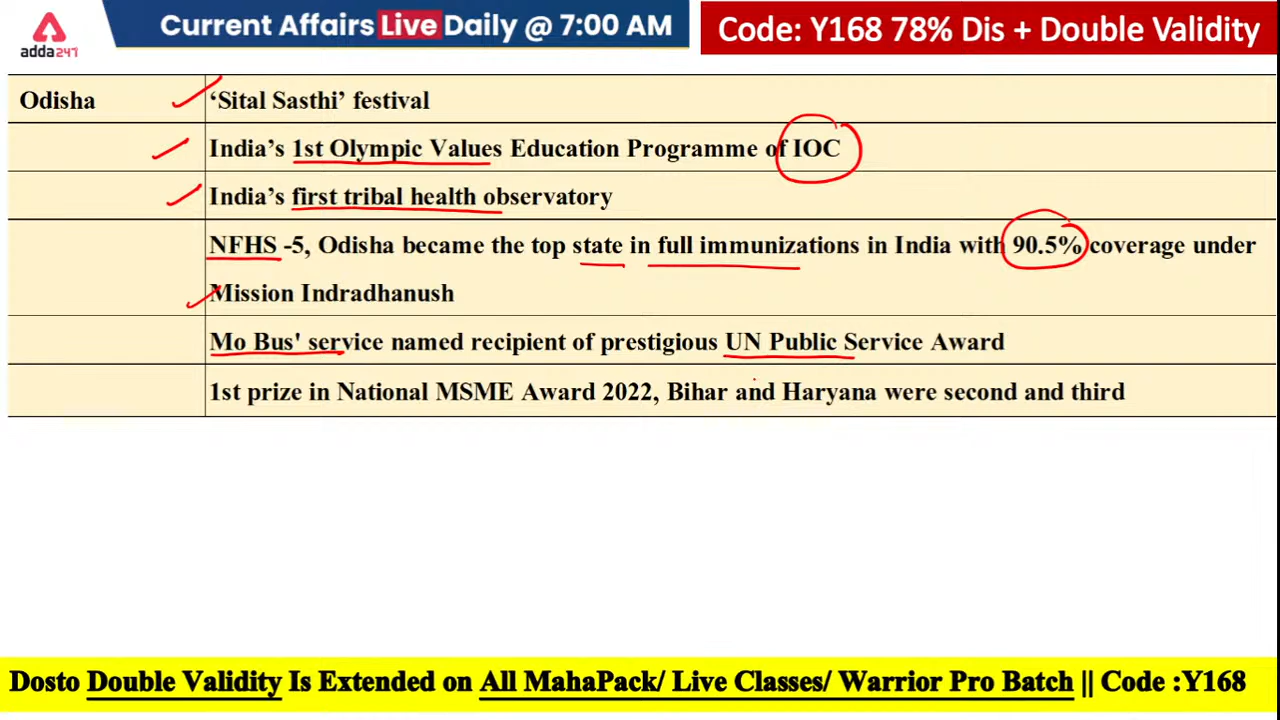 adda247
Current Affairs Live Daily @ 7:00 AM
Code: Y168 78% Dis + Double Validity
Odisha
‘Sital Sasthi’ festival
India’s 1st Olympic Values Education Programme of IOC
India’s first tribal health observatory
NFHS -5, Odisha became the top state in full immunizations in India with 90.5% coverage under
Mission Indradhanush
Mo Bus' service named recipient of prestigious UN Public Service Award
1st prize in National MSME Award 2022, Bihar and Haryana were second and third
Dosto Double Validity Is Extended on All MahaPack/ Live Classes/ Warrior Pro Batch || Code :Y168